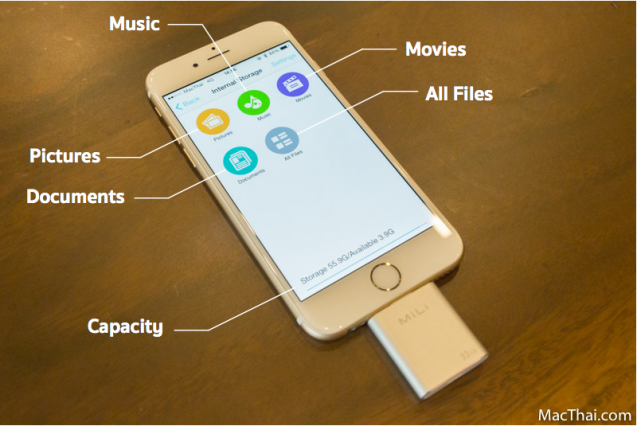 Music
Movies
All Files
Pictures
Documents
Capacity
MacThai 4G
Back
Internal Storage
Settings
Pictures
Music
Movies
Documents
All Files
Storage 55.9G/Available 3.9G
MiLi
MacThai.com